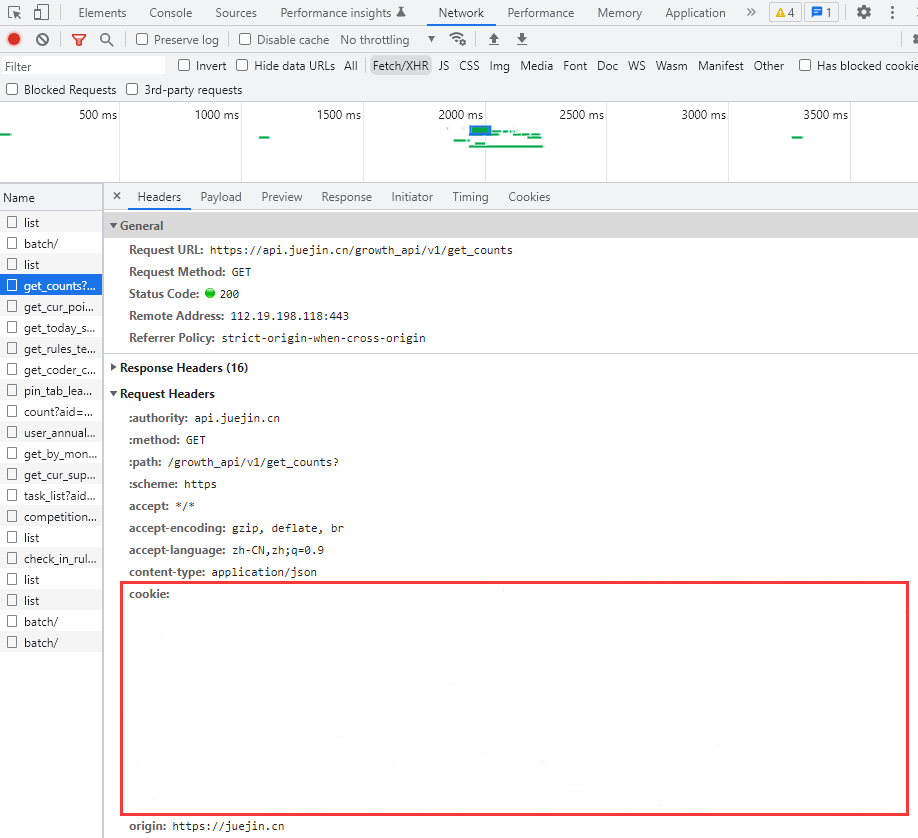 Elements Console Sources Performance insights Network Performance Memory Application » 4 1
Preserve log Disable cache No throttling
Filter Invert Hide data URLs All Fetch/XHR JS CSS Img Media Font Doc WS Wasm Manifest Other Has blocked cookie
Blocked Requests 3rd-party requests
500 ms 1000 ms 1500 ms 2000 ms 2500 ms 3000 ms 3500 ms
Name
list
batch/
list
get_counts?...
get_cur_poi...
get_today_s...
get_rules_te...
get_coder_c...
pin_tab_lea...
count?aid=...
user_annual...
get_by_mon...
get_cur_sup...
task_list?aid...
competition...
list
check_in_rul...
list
list
batch/
batch/
× Headers Payload Preview Response Initiator Timing Cookies
General
Request URL: https://api.juejin.cn/growth_api/v1/get_counts
Request Method: GET
Status Code: 200
Remote Address: 112.19.198.118:443
Referrer Policy: strict-origin-when-cross-origin
Response Headers (16)
Request Headers
:authority: api.juejin.cn
:method: GET
:path: /growth_api/v1/get_counts?
:scheme: https
accept: */*
accept-encoding: gzip, deflate, br
accept-language: zh-CN,zh;q=0.9
content-type: application/json
cookie:
origin: https://juejin.cn